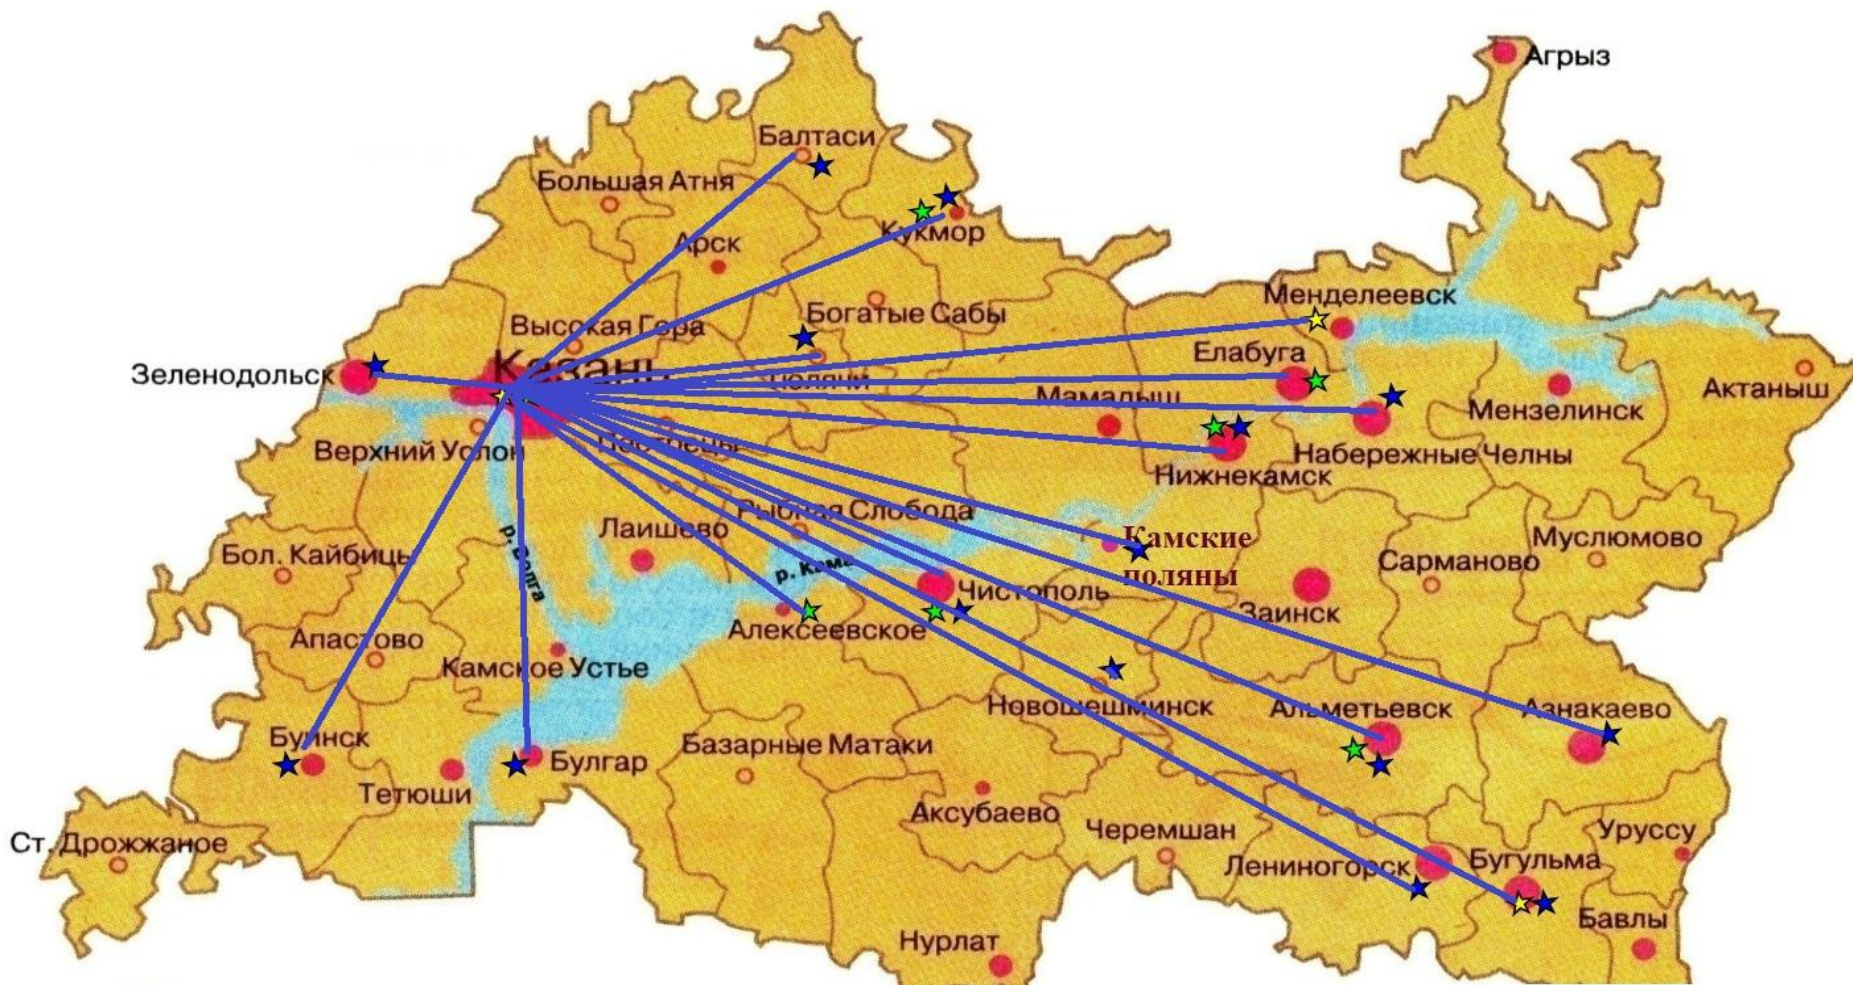 Агрыз
Балтаси
Большая Атня
Кукмор
Арск
Менделеевск
Богатые Сабы
Высокая Гора
Елабуга
Казань
Зеленодольск
Актаныш
Мамадыш
Мензелинск
Верхний Услон
Пестрецы
Набережные Челны
Нижнекамск
Рыбная Слобода
Лаишево
Камские
поляны
Муслюмово
Бол. Кайбицы
р. Волга
р. Кама
Сарманово
Чистополь
Заинск
Алексеевское
Апастово
Камское Устье
Новошешминск
Альметьевск
Азнакаево
Буинск
Базарные Матаки
Булгар
Тетюши
Аксубаево
Черемшан
Уруссу
Ст. Дрожжаное
Лениногорск
Бугульма
Бавлы
Нурлат